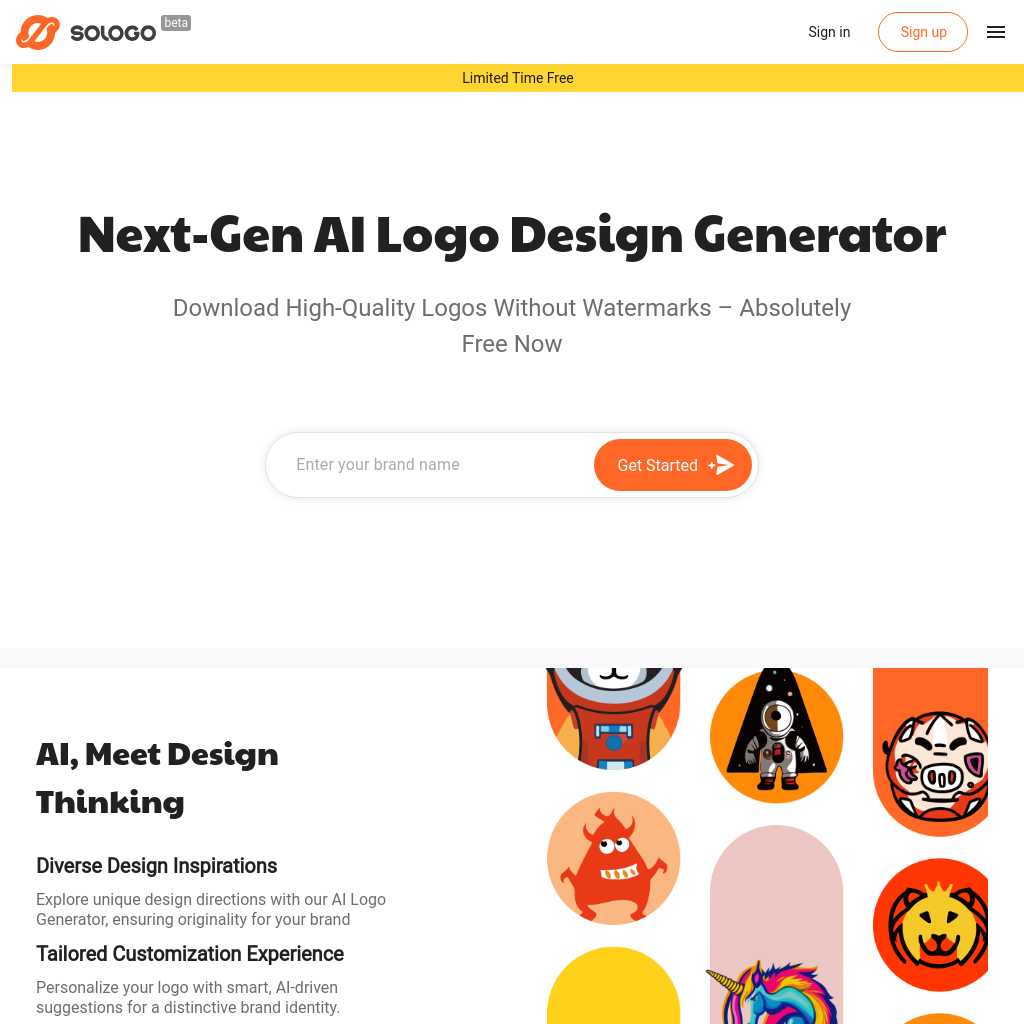 SOLOGO beta
Sign in
Sign up
Limited Time Free
Next-Gen AI Logo Design Generator
Download High-Quality Logos Without Watermarks – Absolutely
Free Now
Enter your brand name
Get Started
AI, Meet Design
Thinking
Diverse Design Inspirations
Explore unique design directions with our AI Logo
Generator, ensuring originality for your brand
Tailored Customization Experience
Personalize your logo with smart, AI-driven
suggestions for a distinctive brand identity.